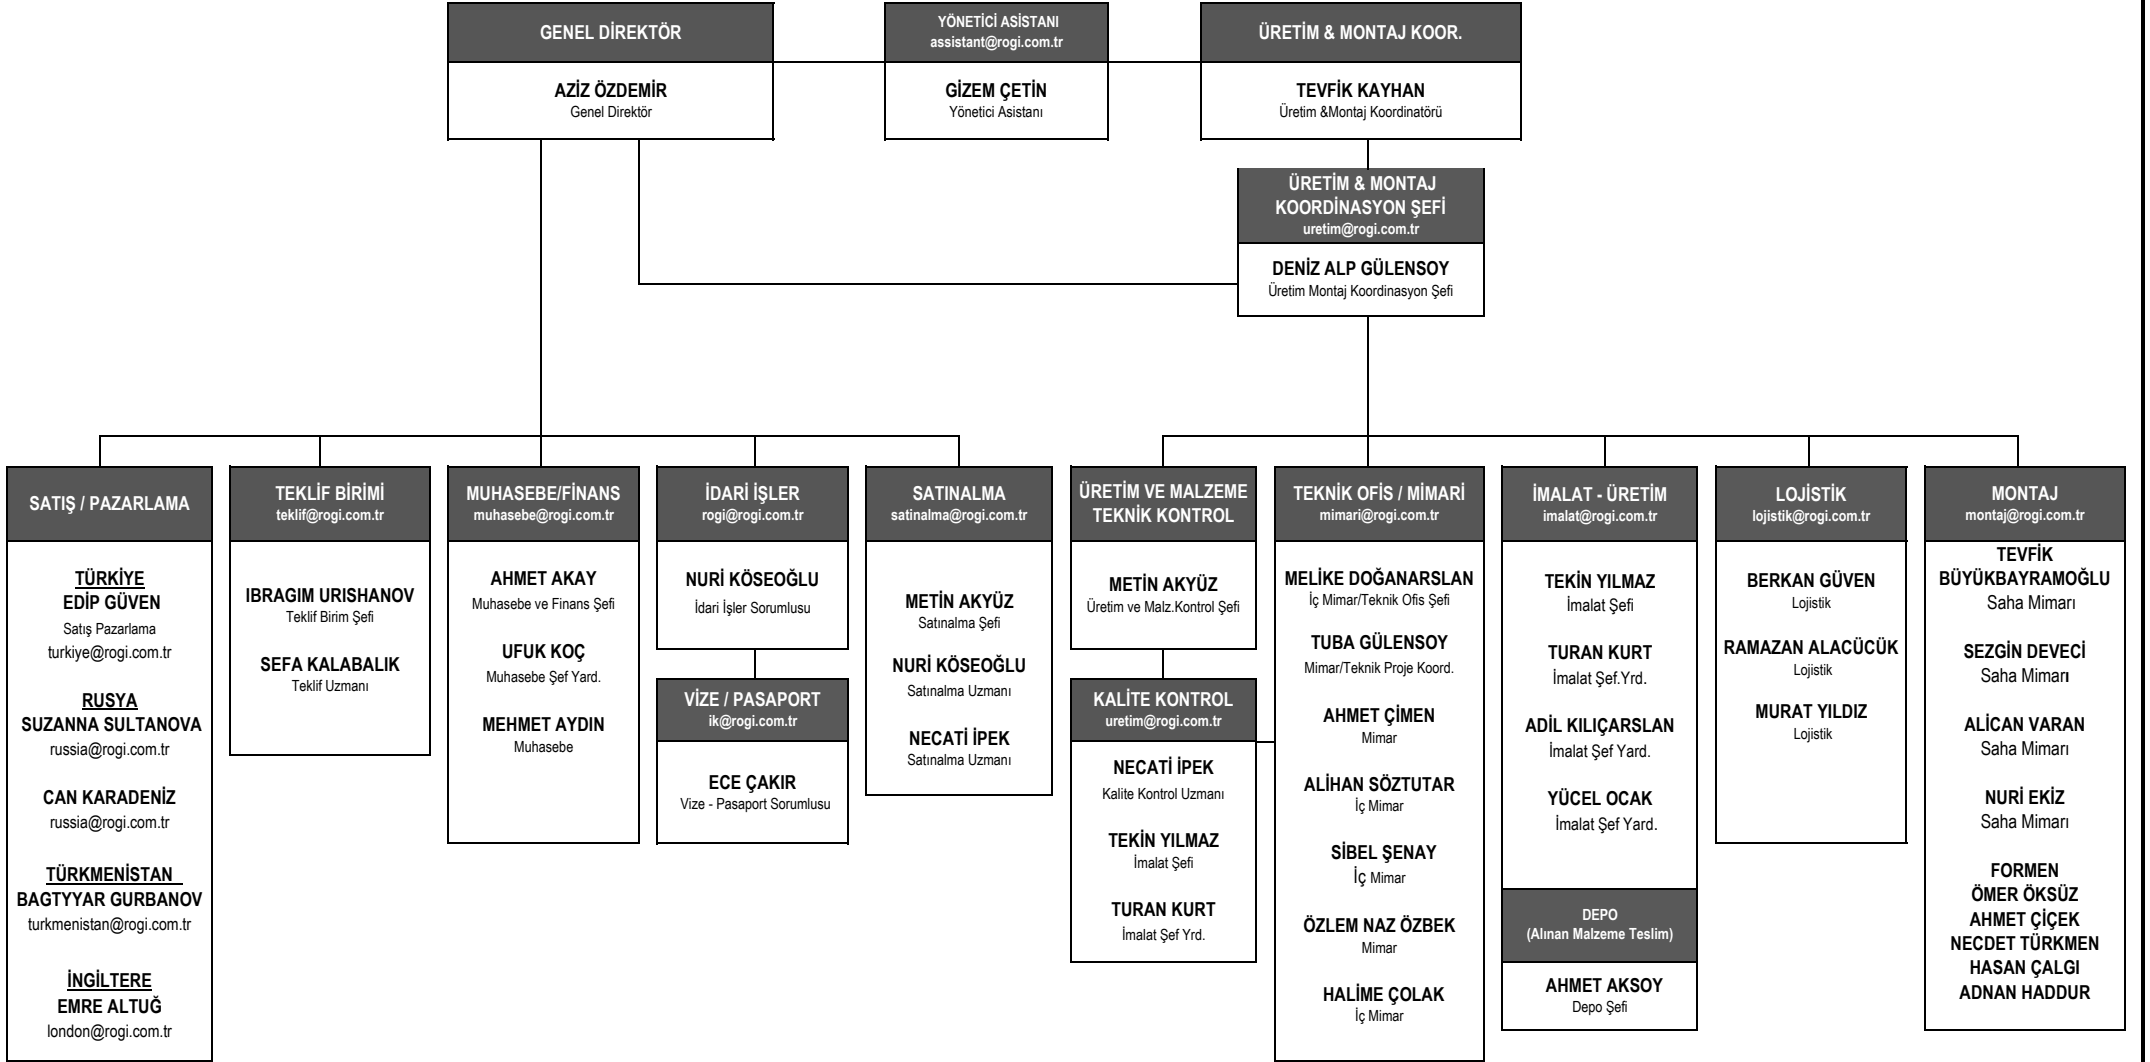 GENEL DİREKTÖR
AZİZ ÖZDEMİR
Genel Direktör
YÖNETİCİ ASİSTANI
assistant@rogi.com.tr
GİZEM ÇETİN
Yönetici Asistanı
ÜRETİM & MONTAJ KOOR.
TEVFİK KAYHAN
Üretim &Montaj Koordinatörü
ÜRETİM & MONTAJ
KOORDİNASYON ŞEFİ
uretim@rogi.com.tr
DENİZ ALP GÜLENSOY
Üretim Montaj Koordinasyon Şefi
SATIŞ / PAZARLAMA
TÜRKİYE
EDİP GÜVEN
Satış Pazarlama
turkiye@rogi.com.tr
RUSYA
SUZANNA SULTANOVA
russia@rogi.com.tr
CAN KARADENİZ
russia@rogi.com.tr
TÜRKMENİSTAN
BAGTYYAR GURBANOV
turkmenistan@rogi.com.tr
İNGİLTERE
EMRE ALTUĞ
london@rogi.com.tr
TEKLİF BİRİMİ
teklif@rogi.com.tr
IBRAGIM URISHANOV
Teklif Birim Şefi
SEFA KALABALIK
Teklif Uzmanı
MUHASEBE/FİNANS
muhasebe@rogi.com.tr
AHMET AKAY
Muhasebe ve Finans Şefi
UFUK KOÇ
Muhasebe Şef Yard.
MEHMET AYDIN
Muhasebe
İDARİ İŞLER
rogi@rogi.com.tr
NURİ KÖSEOĞLU
İdari İşler Sorumlusu
VİZE / PASAPORT
ik@rogi.com.tr
ECE ÇAKIR
Vize - Pasaport Sorumlusu
SATINALMA
satinalma@rogi.com.tr
METİN AKYÜZ
Satınalma Şefi
NURİ KÖSEOĞLU
Satınalma Uzmanı
NECATİ İPEK
Satınalma Uzmanı
ÜRETİM VE MALZEME
TEKNİK KONTROL
METİN AKYÜZ
Üretim ve Malz.Kontrol Şefi
KALİTE KONTROL
uretim@rogi.com.tr
NECATİ İPEK
Kalite Kontrol Uzmanı
TEKİN YILMAZ
İmalat Şefi
TURAN KURT
İmalat Şef Yrd.
TEKNİK OFİS / MİMARİ
mimari@rogi.com.tr
MELİKE DOĞANARSLAN
İç Mimar/Teknik Ofis Şefi
TUBA GÜLENSOY
Mimar/Teknik Proje Koord.
AHMET ÇİMEN
Mimar
ALİHAN SÖZTUTAR
İç Mimar
SİBEL ŞENAY
İç Mimar
ÖZLEM NAZ ÖZBEK
Mimar
HALİME ÇOLAK
İç Mimar
İMALAT - ÜRETİM
imalat@rogi.com.tr
TEKİN YILMAZ
İmalat Şefi
TURAN KURT
İmalat Şef.Yrd.
ADİL KILIÇARSLAN
İmalat Şef Yard.
YÜCEL OCAK
İmalat Şef Yard.
DEPO
(Alınan Malzeme Teslim)
AHMET AKSOY
Depo Şefi
LOJİSTİK
lojistik@rogi.com.tr
BERKAN GÜVEN
Lojistik
RAMAZAN ALACÜCÜK
Lojistik
MURAT YILDIZ
Lojistik
MONTAJ
montaj@rogi.com.tr
TEVFİK
BÜYÜKBAYRAMOĞLU
Saha Mimarı
SEZGİN DEVECİ
Saha Mimarı
ALİCAN VARAN
Saha Mimarı
NURİ EKİZ
Saha Mimarı
FORMEN
ÖMER ÖKSÜZ
AHMET ÇİÇEK
NECDET TÜRKMEN
HASAN ÇALGI
ADNAN HADDUR